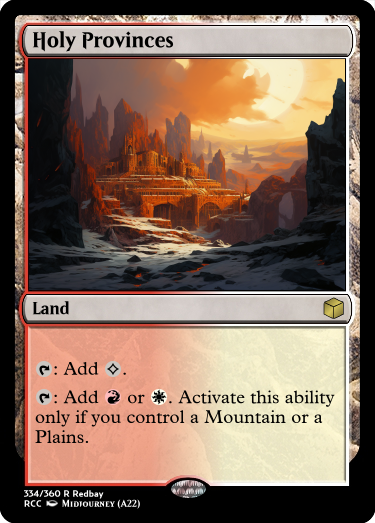 Holy Provinces
Land
: Add .
: Add or . Activate this ability
only if you control a Mountain or a
Plains.
334/360 R Redbay
RCC Midjourney (A22)